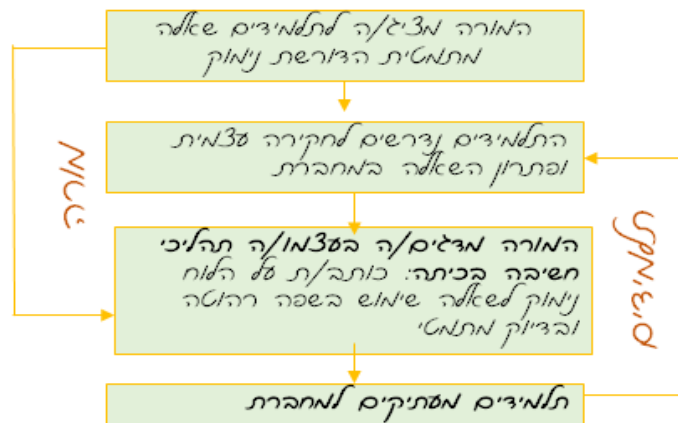 המורה מציג/ה לתלמידים שאלה
מתמטית הדורשת נימוק
התלמידים נדרשים לחקירה עצמית
ופתרון השאלה במחברת
המורה מדגים/ה בעצמו/ה תהליכי
חשיבה בכיתה: כותב/ת על הלוח
נימוק לשאלה שימוש בשפה רהוטה
ובדיוק מתמטי
תלמידים מעתיקים למחברת
מורה
תלמידים